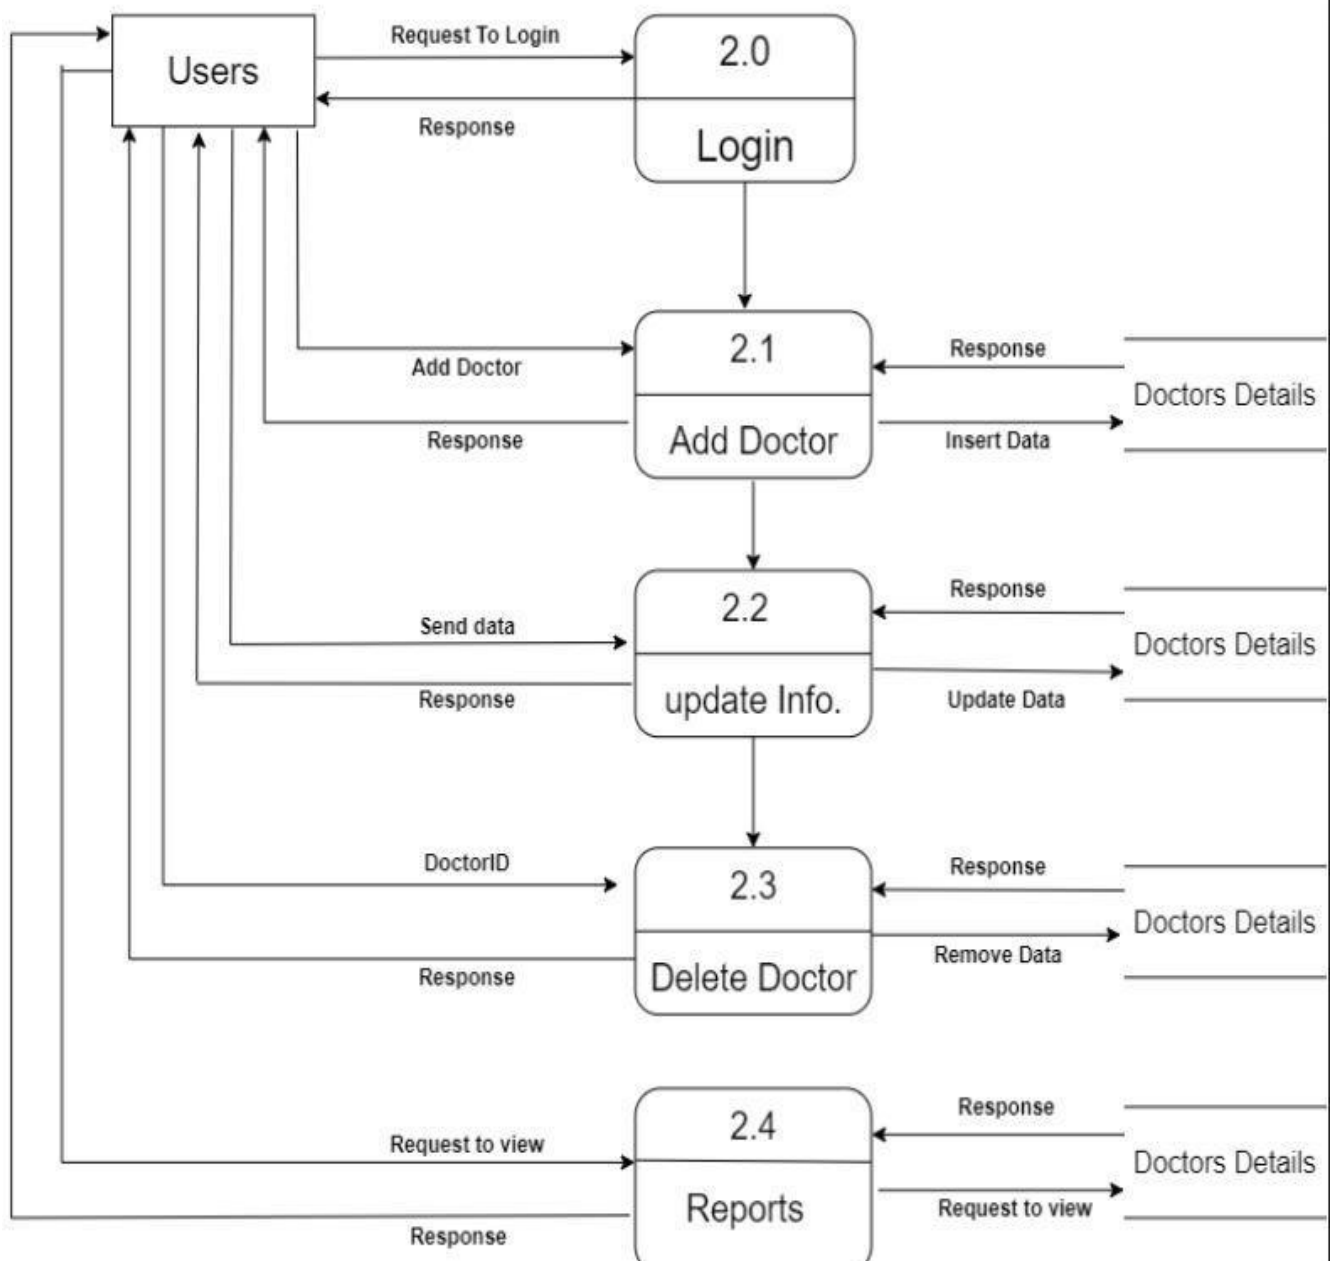 Request To Login
2.0
Users
Response
Login
2.1
Response
Add Doctor
Doctors Details
Response
Add Doctor
Insert Data
Response
2.2
Send data
Doctors Details
Response
update Info.
Update Data
DoctorID
Response
2.3
Doctors Details
Remove Data
Response
Delete Doctor
Response
2.4
Request to view
Doctors Details
Reports
Request to view
Response